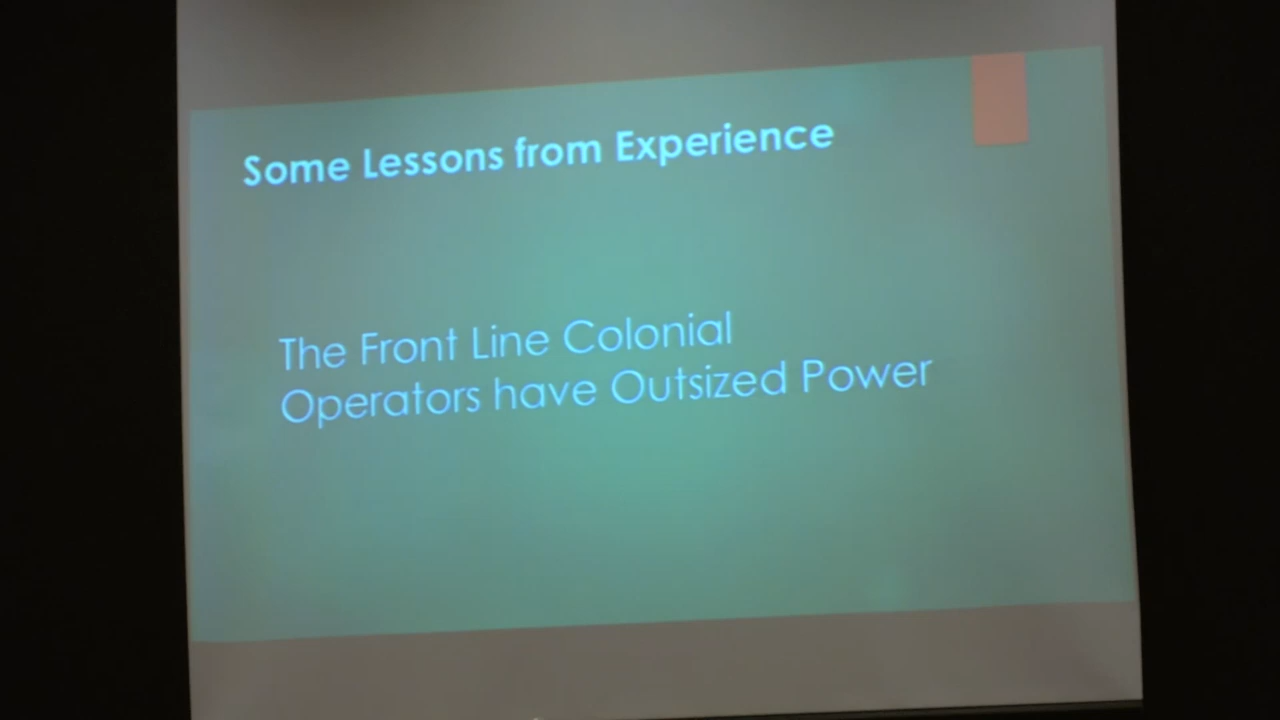 Some Lessons from Experience
The Front Line Colonial
Operators have Outsized Power